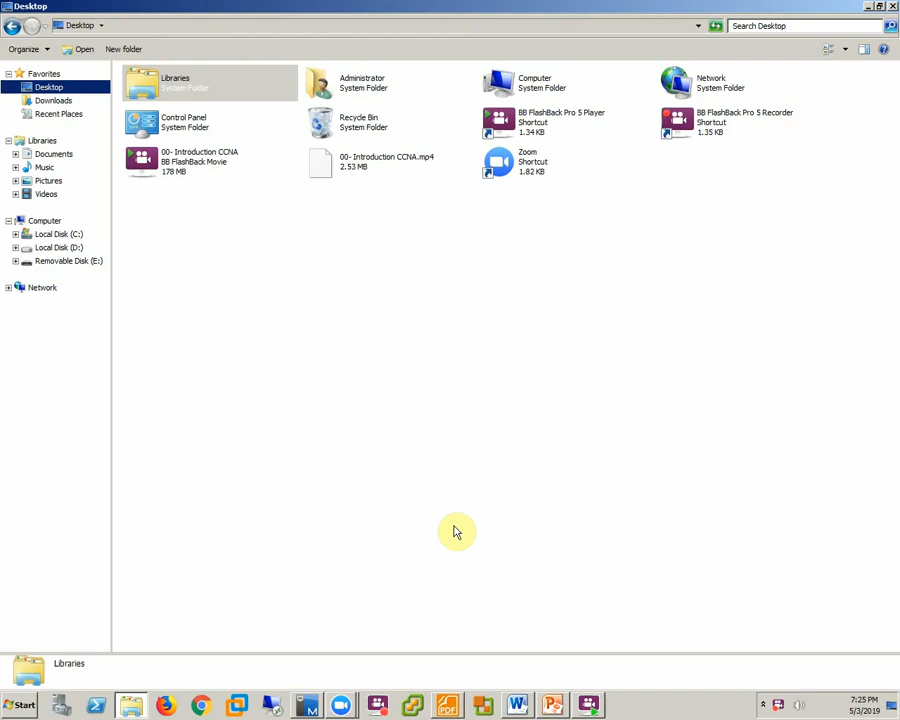 Desktop
Desktop
Search Desktop
Organize
Open
New folder
Favorites
Desktop
Downloads
Recent Places
Libraries
Documents
Music
Pictures
Videos
Computer
Local Disk (C:)
Local Disk (D:)
Removable Disk (E:)
Network
Libraries
System Folder
Administrator
System Folder
Computer
System Folder
Network
System Folder
Control Panel
System Folder
Recycle Bin
System Folder
BB FlashBack Pro 5 Player
Shortcut
1.34 KB
BB FlashBack Pro 5 Recorder
Shortcut
1.35 KB
00- Introduction CCNA
BB FlashBack Movie
178 MB
00- Introduction CCNA.mp4
2.53 MB
Zoom
Shortcut
1.82 KB
Libraries
Start
7:25 PM
5/3/2019